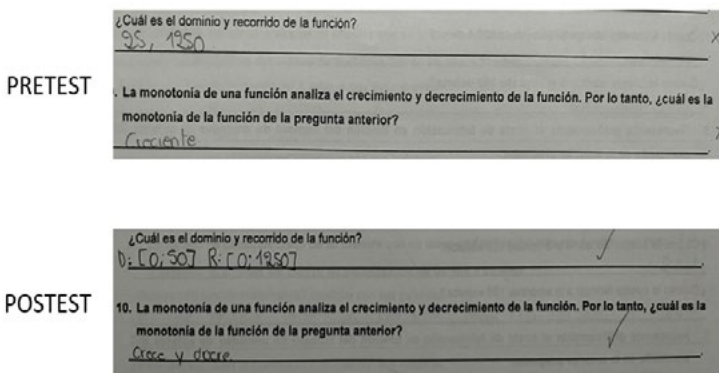 ¿Cuál es el dominio y recorrido de la función?
25, 1250
PRETEST
. La monotonía de una función analiza el crecimiento y decrecimiento de la función. Por lo tanto, ¿cuál es la
monotonía de la función de la pregunta anterior?
Creciente
¿Cuál es el dominio y recorrido de la función?
D: [0; 50] R: [0; 1250]
POSTEST
10. La monotonía de una función analiza el crecimiento y decrecimiento de la función. Por lo tanto, ¿cuál es la
monotonía de la función de la pregunta anterior?
Crece y decre.